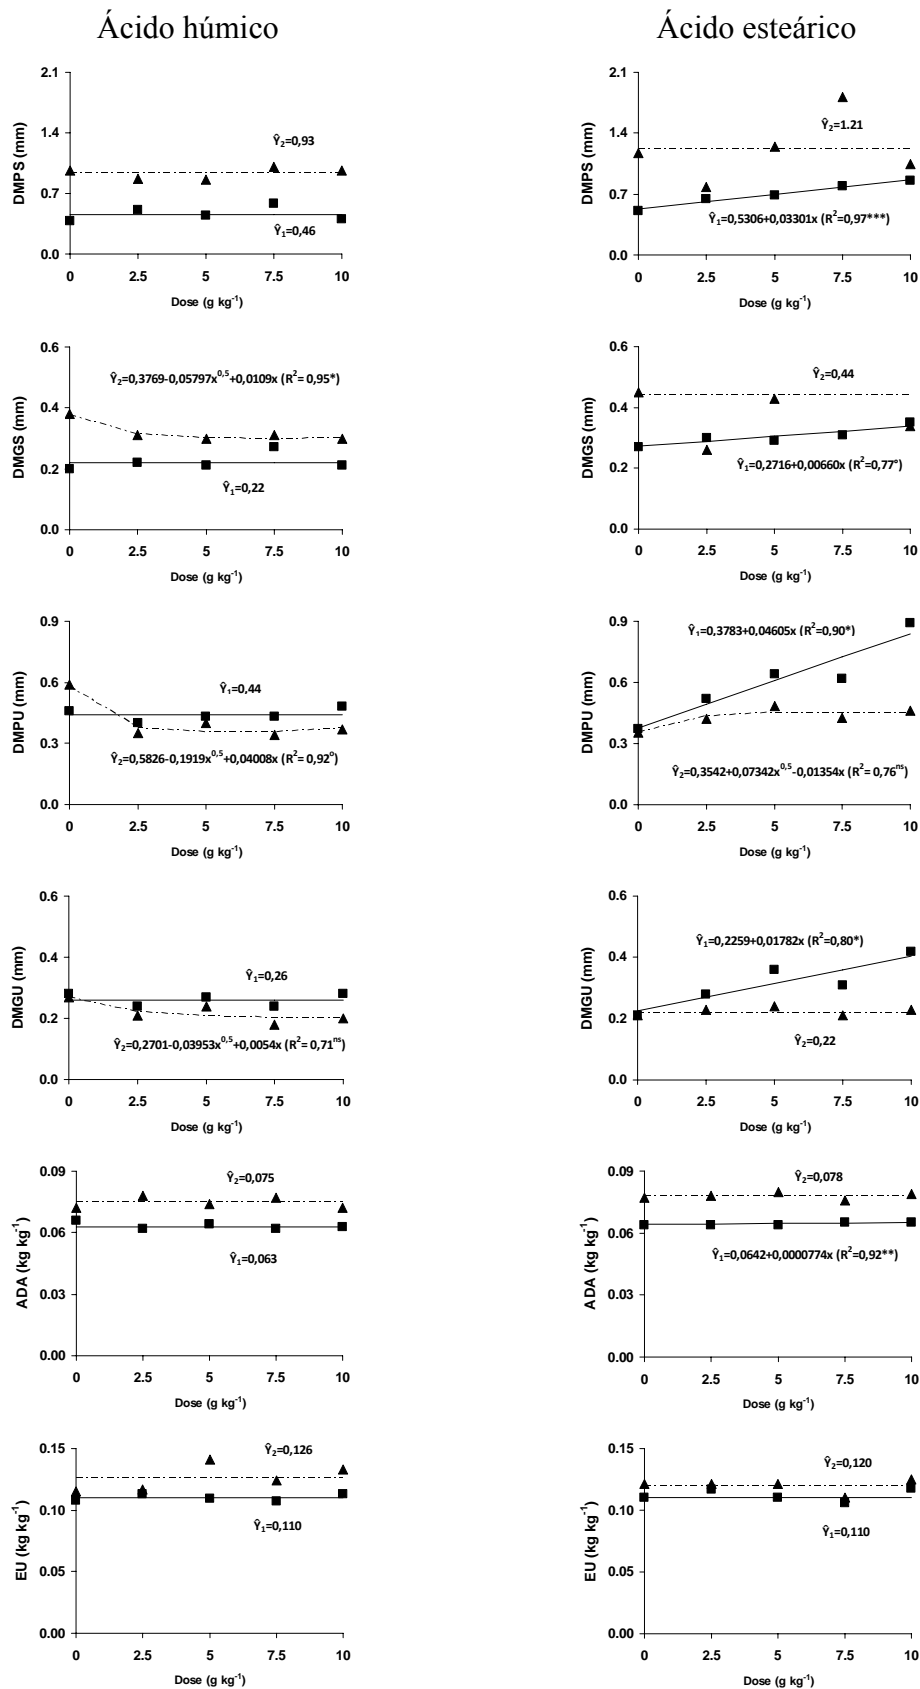 Ácido húmico
Ácido esteárico
2.1
1.4
0.7
0.0
DMPS (mm)
Ŷ₂=0,93
Ŷ₁=0,46
0 2.5 5 7.5 10
Dose (g kg⁻¹)
2.1
1.4
0.7
0.0
DMPS (mm)
Ŷ₂=1.21
Ŷ₁=0,5306+0,03301x (R²=0,97***)
0 2.5 5 7.5 10
Dose (g kg⁻¹)
0.6
0.4
0.2
0.0
DMGS (mm)
Ŷ₂=0,3769-0,05797x⁰,⁵+0,0109x (R²= 0,95*)
Ŷ₁=0,22
0 2.5 5 7.5 10
Dose (g kg⁻¹)
0.6
0.4
0.2
0.0
DMGS (mm)
Ŷ₂=0,44
Ŷ₁=0,2716+0,00660x (R²=0,77°)
0 2.5 5 7.5 10
Dose (g kg⁻¹)
0.9
0.6
0.3
0.0
DMPU (mm)
Ŷ₁=0,44
Ŷ₂=0,5826-0,1919x⁰,⁵+0,04008x (R²= 0,92°)
0 2.5 5 7.5 10
Dose (g kg⁻¹)
0.9
0.6
0.3
0.0
DMPU (mm)
Ŷ₁=0,3783+0,04605x (R²=0,90*)
Ŷ₂=0,3542+0,07342x⁰,⁵-0,01354x (R²= 0,76ⁿˢ)
0 2.5 5 7.5 10
Dose (g kg⁻¹)
0.6
0.4
0.2
0.0
DMGU (mm)
Ŷ₁=0,26
Ŷ₂=0,2701-0,03953x⁰,⁵+0,0054x (R²= 0,71ⁿˢ)
0 2.5 5 7.5 10
Dose (g kg⁻¹)
0.6
0.4
0.2
0.0
DMGU (mm)
Ŷ₁=0,2259+0,01782x (R²=0,80*)
Ŷ₂=0,22
0 2.5 5 7.5 10
Dose (g kg⁻¹)
0.09
0.06
0.03
0.00
ADA (kg kg⁻¹)
Ŷ₂=0,075
Ŷ₁=0,063
0 2.5 5 7.5 10
Dose (g kg⁻¹)
0.09
0.06
0.03
0.00
ADA (kg kg⁻¹)
Ŷ₂=0,078
Ŷ₁=0,0642+0,0000774x (R²=0,92**)
0 2.5 5 7.5 10
Dose (g kg⁻¹)
0.15
0.10
0.05
0.00
EU (kg kg⁻¹)
Ŷ₂=0,126
Ŷ₁=0,110
0 2.5 5 7.5 10
Dose (g kg⁻¹)
0.15
0.10
0.05
0.00
EU (kg kg⁻¹)
Ŷ₂=0,120
Ŷ₁=0,110
0 2.5 5 7.5 10
Dose (g kg⁻¹)